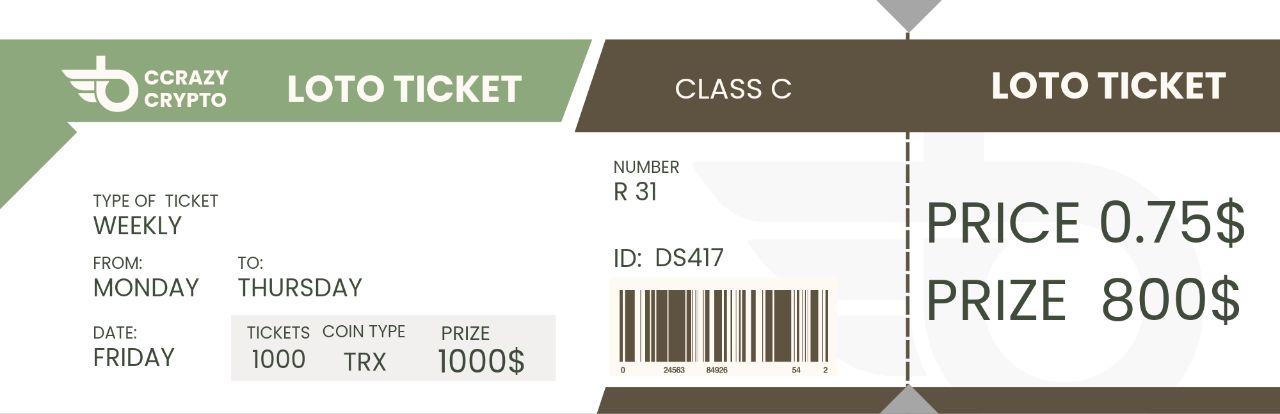 CCRAZY
CRYPTO
LOTO TICKET
TYPE OF TICKET
WEEKLY
FROM: TO:
MONDAY THURSDAY
DATE:
FRIDAY
TICKETS COIN TYPE PRIZE
1000 TRX 1000$
CLASS C
NUMBER
R 31
ID: DS417
0 24563 84926 54 2
LOTO TICKET
PRICE 0.75$
PRIZE 800$